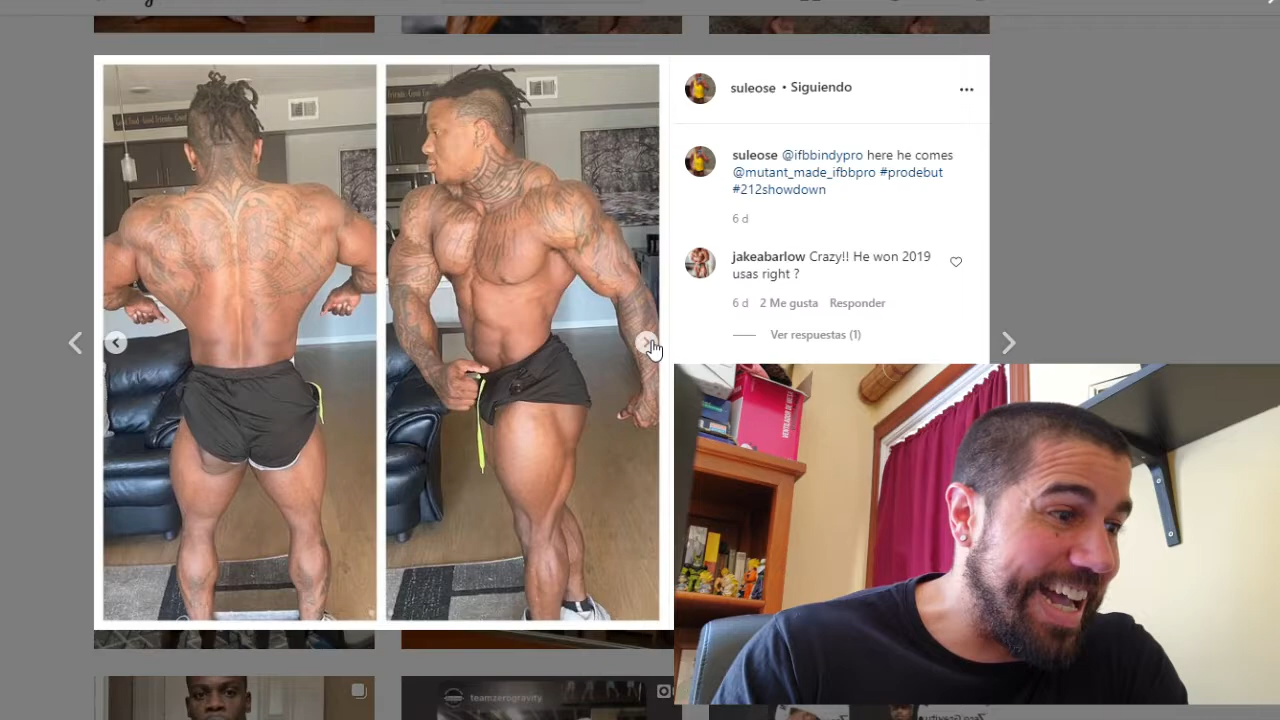 suleose • Siguiendo
suleose @ifbbindypro here he comes
@mutant_made_ifbbpro #prodebut
#212showdown
6 d
jakeabarlow Crazy!! He won 2019
usas right ?
6 d 2 Me gusta Responder
Ver respuestas (1)
teamzerogravity